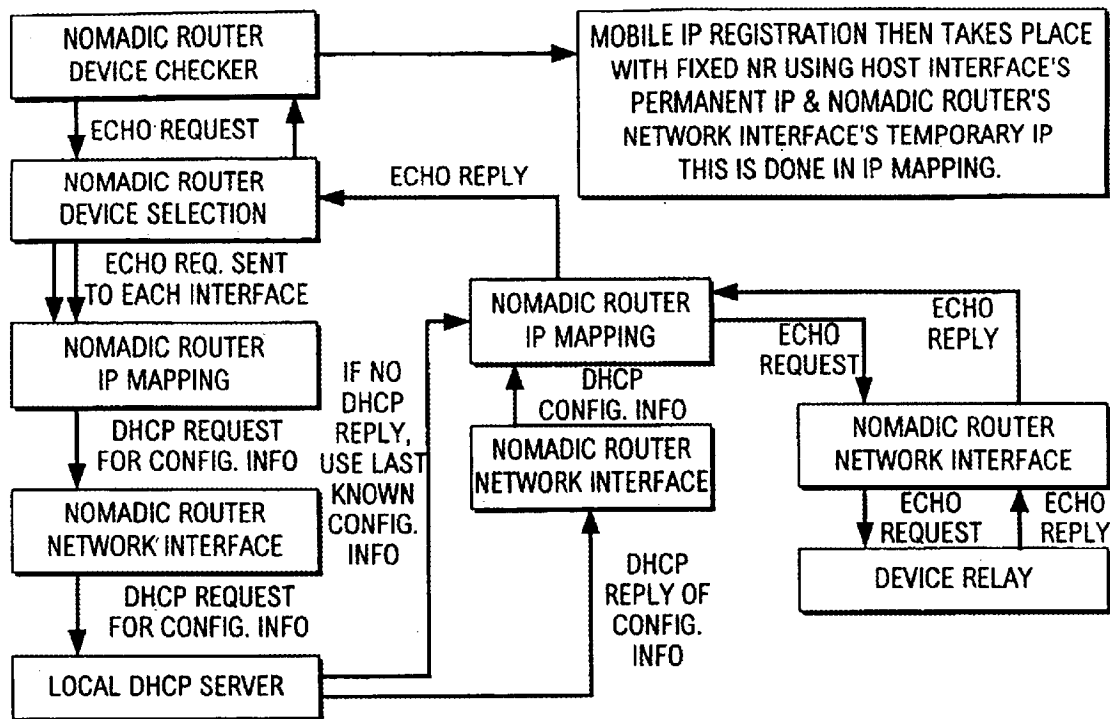 NOMADIC ROUTER
DEVICE CHECKER
MOBILE IP REGISTRATION THEN TAKES PLACE
WITH FIXED NR USING HOST INTERFACE'S
PERMANENT IP & NOMADIC ROUTER'S
NETWORK INTERFACE'S TEMPORARY IP
THIS IS DONE IN IP MAPPING.
ECHO REQUEST
NOMADIC ROUTER
DEVICE SELECTION
ECHO REPLY
ECHO REQ. SENT
TO EACH INTERFACE
NOMADIC ROUTER
IP MAPPING
DHCP REQUEST
FOR CONFIG. INFO
NOMADIC ROUTER
NETWORK INTERFACE
DHCP REQUEST
FOR CONFIG. INFO
LOCAL DHCP SERVER
IF NO
DHCP
REPLY,
USE LAST
KNOWN
CONFIG.
INFO
NOMADIC ROUTER
IP MAPPING
DHCP
CONFIG. INFO
NOMADIC ROUTER
NETWORK INTERFACE
DHCP
REPLY OF
CONFIG.
INFO
ECHO
REQUEST
ECHO
REPLY
NOMADIC ROUTER
NETWORK INTERFACE
ECHO
REQUEST
ECHO
REPLY
DEVICE RELAY